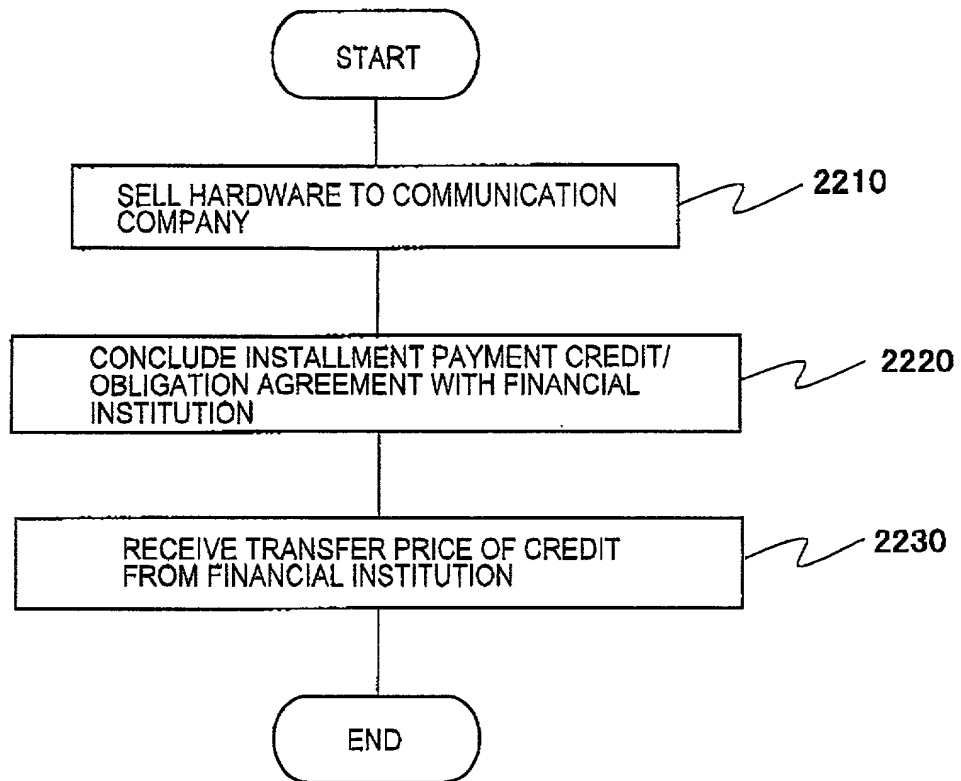 START
SELL HARDWARE TO COMMUNICATION
COMPANY
2210
CONCLUDE INSTALLMENT PAYMENT CREDIT/
OBLIGATION AGREEMENT WITH FINANCIAL
INSTITUTION
2220
RECEIVE TRANSFER PRICE OF CREDIT
FROM FINANCIAL INSTITUTION
2230
END